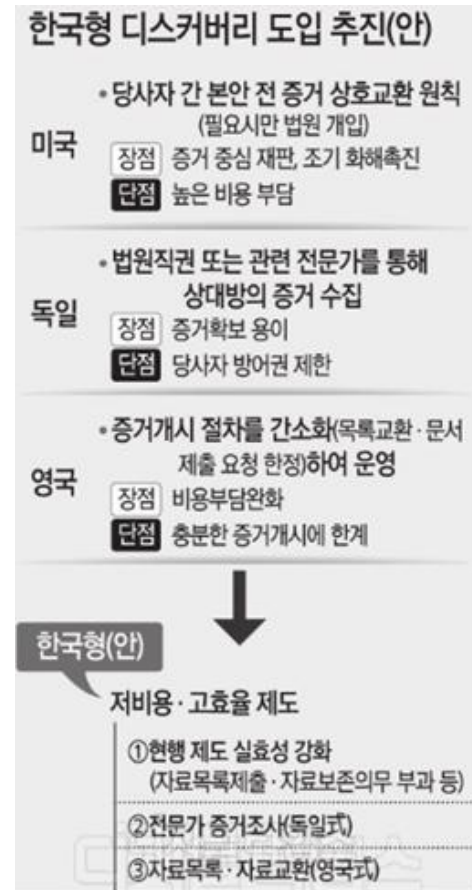 한국형 디스커버리 도입 추진(안)
미국
• 당사자 간 본안 전 증거 상호교환 원칙
(필요시만 법원 개입)
장점 증거 중심 재판, 조기 화해촉진
단점 높은 비용 부담
독일
• 법원직권 또는 관련 전문가를 통해
상대방의 증거 수집
장점 증거확보 용이
단점 당사자 방어권 제한
영국
• 증거개시 절차를 간소화(목록교환·문서
제출 요청 한정)하여 운영
장점 비용부담완화
단점 충분한 증거개시에 한계
한국형(안)
저비용·고효율 제도
①현행 제도 실효성 강화
(자료목록제출·자료보존의무 부과 등)
②전문가 증거조사(독일式)
③자료목록·자료교환(영국式)